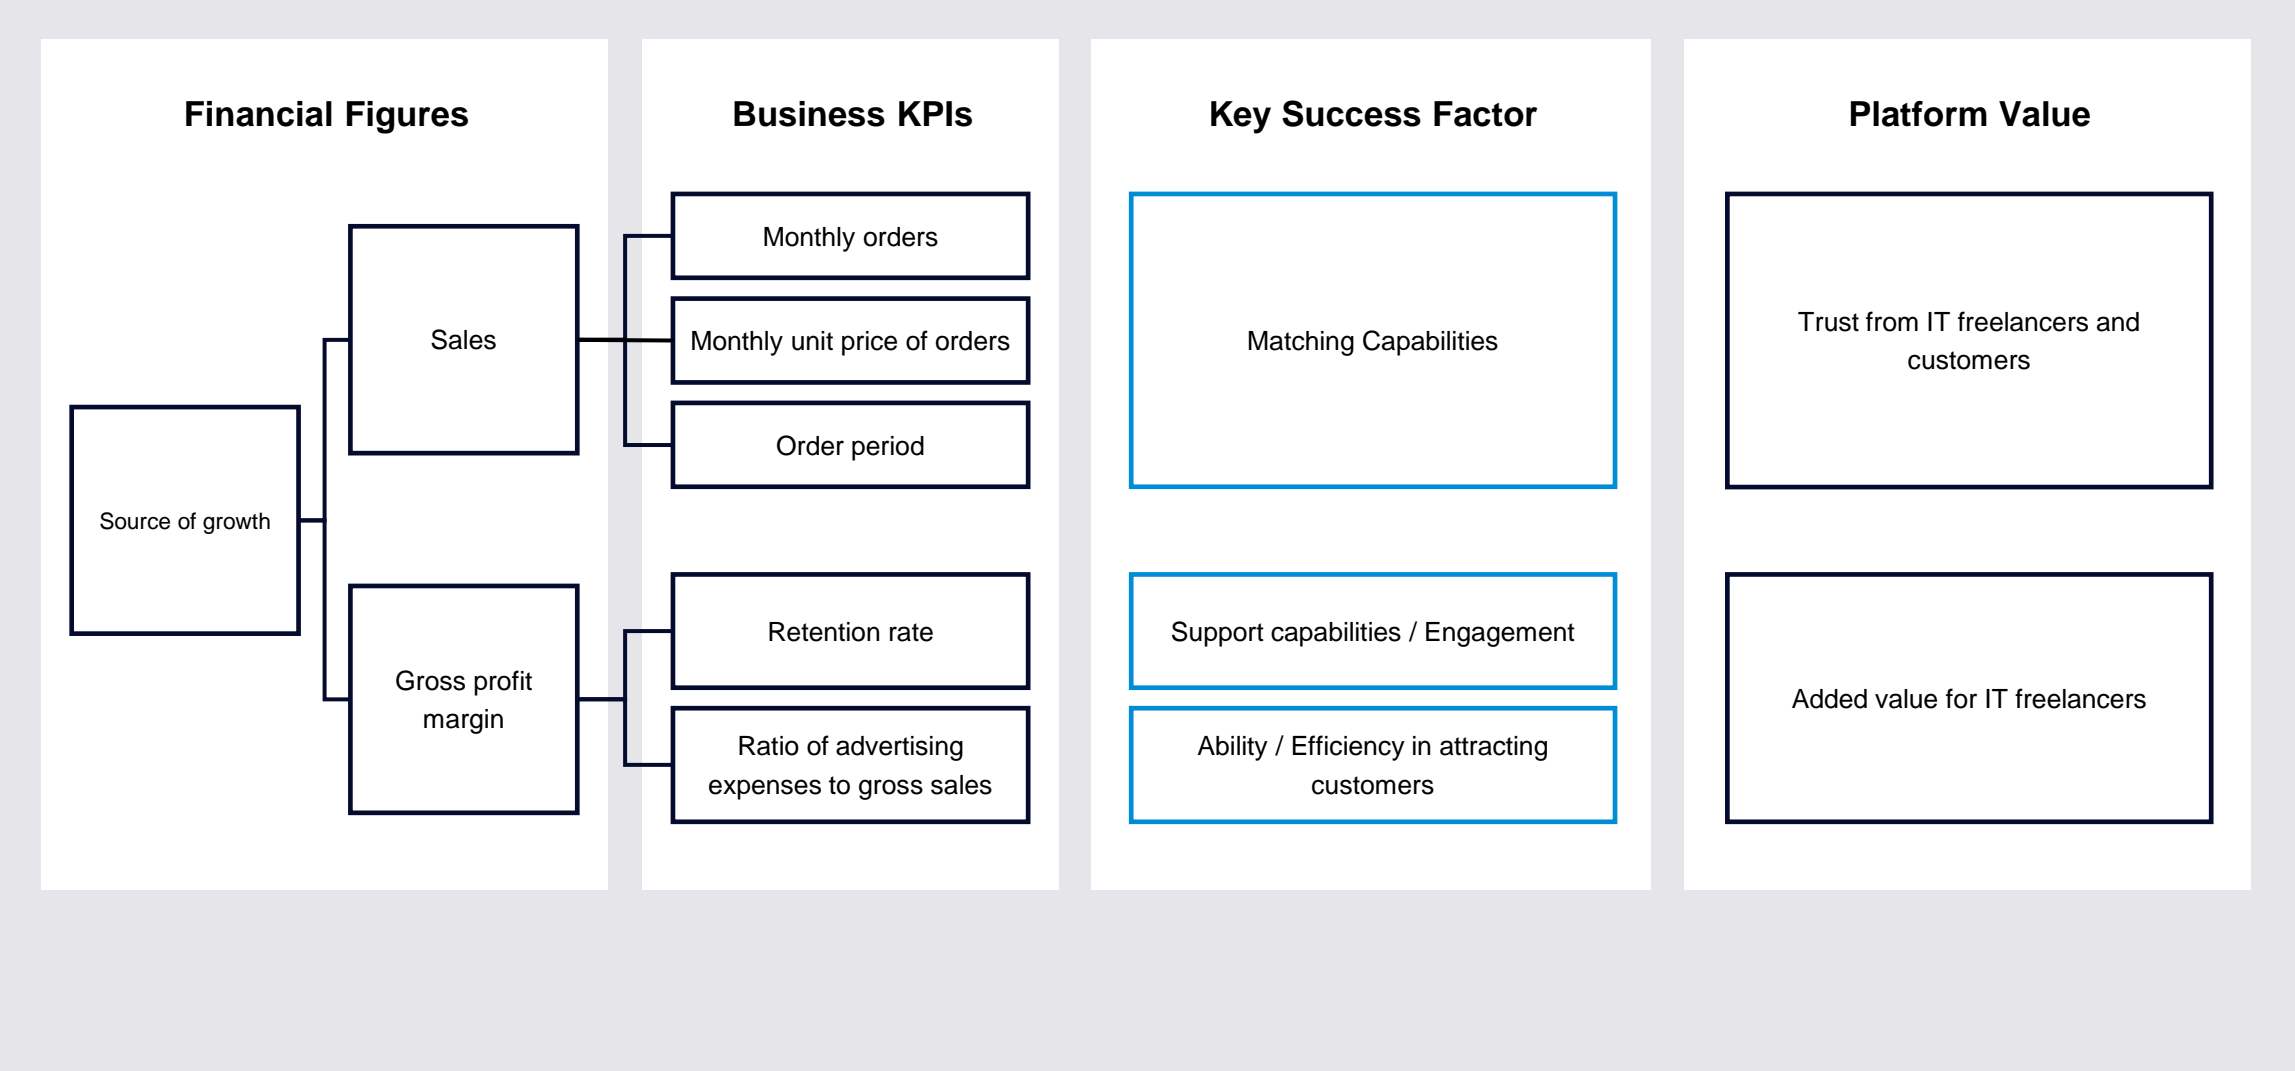 Financial Figures
Business KPIs
Key Success Factor
Platform Value
Source of growth
Sales
Gross profit
margin
Monthly orders
Monthly unit price of orders
Order period
Retention rate
Ratio of advertising
expenses to gross sales
Matching Capabilities
Support capabilities / Engagement
Ability / Efficiency in attracting
customers
Trust from IT freelancers and
customers
Added value for IT freelancers